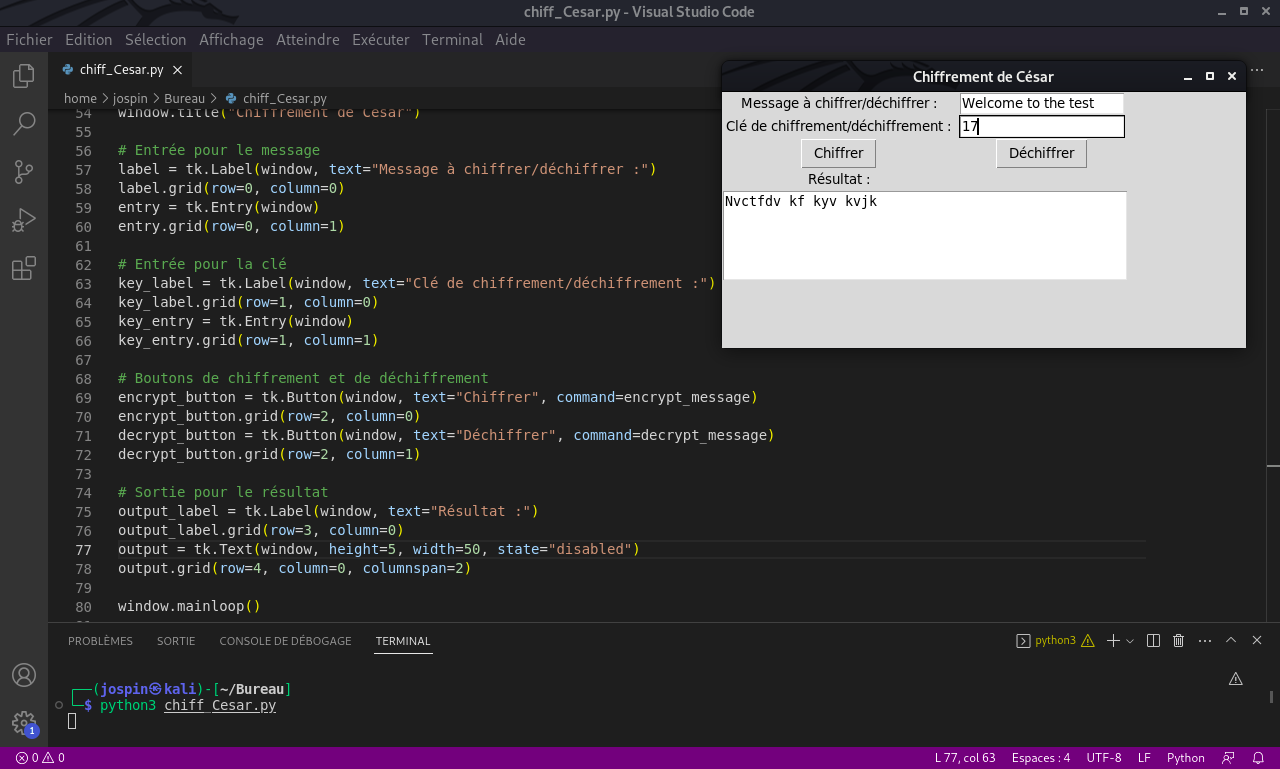 chiff_Cesar.py - Visual Studio Code
Fichier Edition Sélection Affichage Atteindre Exécuter Terminal Aide
chiff_Cesar.py
home > jospin > Bureau > chiff_Cesar.py
54 window.title("Chiffrement de César")
55
56 # Entrée pour le message
57 label = tk.Label(window, text="Message à chiffrer/déchiffrer :")
58 label.grid(row=0, column=0)
59 entry = tk.Entry(window)
60 entry.grid(row=0, column=1)
61
62 # Entrée pour la clé
63 key_label = tk.Label(window, text="Clé de chiffrement/déchiffrement :")
64 key_label.grid(row=1, column=0)
65 key_entry = tk.Entry(window)
66 key_entry.grid(row=1, column=1)
67
68 # Boutons de chiffrement et de déchiffrement
69 encrypt_button = tk.Button(window, text="Chiffrer", command=encrypt_message)
70 encrypt_button.grid(row=2, column=0)
71 decrypt_button = tk.Button(window, text="Déchiffrer", command=decrypt_message)
72 decrypt_button.grid(row=2, column=1)
73
74 # Sortie pour le résultat
75 output_label = tk.Label(window, text="Résultat :")
76 output_label.grid(row=3, column=0)
77 output = tk.Text(window, height=5, width=50, state="disabled")
78 output.grid(row=4, column=0, columnspan=2)
79
80 window.mainloop()
Chiffrement de César
Message à chiffrer/déchiffrer : Welcome to the test
Clé de chiffrement/déchiffrement : 17
Chiffrer Déchiffrer
Résultat :
Nvctfdv kf kyv kvjk
PROBLÈMES SORTIE CONSOLE DE DÉBOGAGE TERMINAL python3
(jospin㉿kali)-[~/Bureau]
$ python3 chiff_Cesar.py
1
0 0 L 77, col 63 Espaces : 4 UTF-8 LF Python